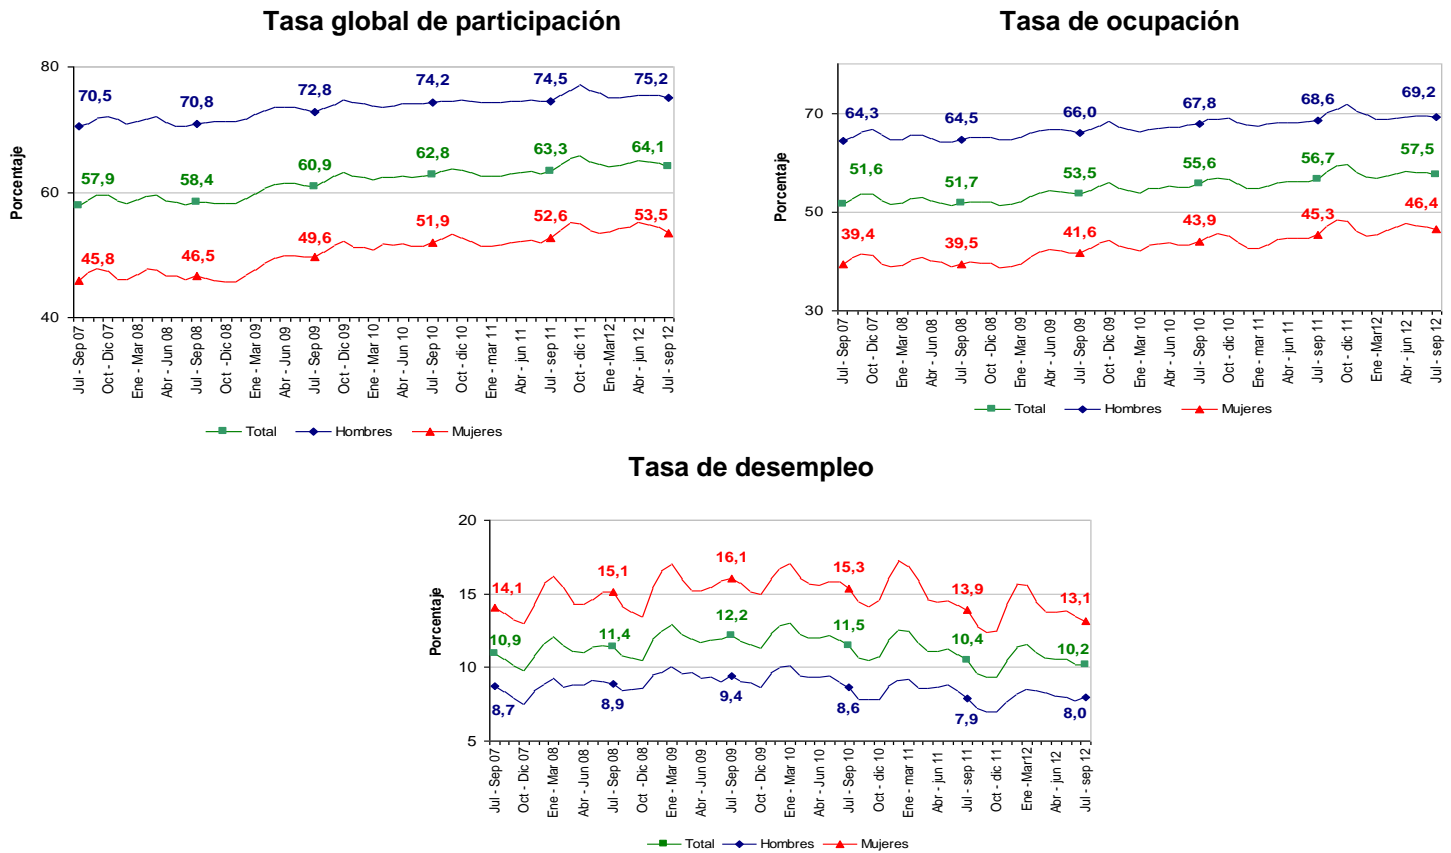 Tasa global de participación
80
60
40
Porcentaje
70,5
70,8
72,8
74,2
74,5
75,2
57,9
58,4
60,9
62,8
63,3
64,1
45,8
46,5
49,6
51,9
52,6
53,5
Jul - Sep 07
Oct - Dic 07
Ene - Mar 08
Abr - Jun 08
Jul - Sep 08
Oct - Dic 08
Ene - Mar 09
Abr - Jun 09
Jul - Sep 09
Oct - Dic 09
Ene - Mar 10
Abr - Jun 10
Jul - Sep 10
Oct - dic 10
Ene - mar 11
Abr - jun 11
Jul - sep 11
Oct - dic 11
Ene -Mar12
Abr - jun 12
Jul - sep 12
Total Hombres Mujeres
Tasa de ocupación
70
50
30
Porcentaje
64,3
64,5
66,0
67,8
68,6
69,2
51,6
51,7
53,5
55,6
56,7
57,5
39,4
39,5
41,6
43,9
45,3
46,4
Jul - Sep 07
Oct - Dic 07
Ene - Mar 08
Abr - Jun 08
Jul - Sep 08
Oct -Dic 08
Ene - Mar 09
Abr - Jun 09
Jul - Sep 09
Oct - Dic 09
Ene - Mar 10
Abr - Jun 10
Jul - Sep 10
Oct - dic 10
Ene - mar 11
Abr - jun 11
Jul - sep 11
Oct - dic 11
Ene -Mar12
Abr - jun 12
Jul - sep 12
Total Hombres Mujeres
Tasa de desempleo
20
15
10
5
Porcentaje
14,1
15,1
16,1
15,3
13,9
13,1
10,9
11,4
12,2
11,5
10,4
10,2
8,7
8,9
9,4
8,6
7,9
8,0
Jul - Sep 07
Oct - Dic 07
Ene - Mar 08
Abr - Jun 08
Jul - Sep 08
Oct -Dic 08
Ene - Mar 09
Abr - Jun 09
Jul - Sep 09
Oct - Dic 09
Ene - Mar 10
Abr - Jun 10
Jul - Sep 10
Oct - dic 10
Ene - mar 11
Abr - jun 11
Jul - sep 11
Oct - dic 11
Ene -Mar12
Abr - jun 12
Jul - sep 12
Total Hombres Mujeres